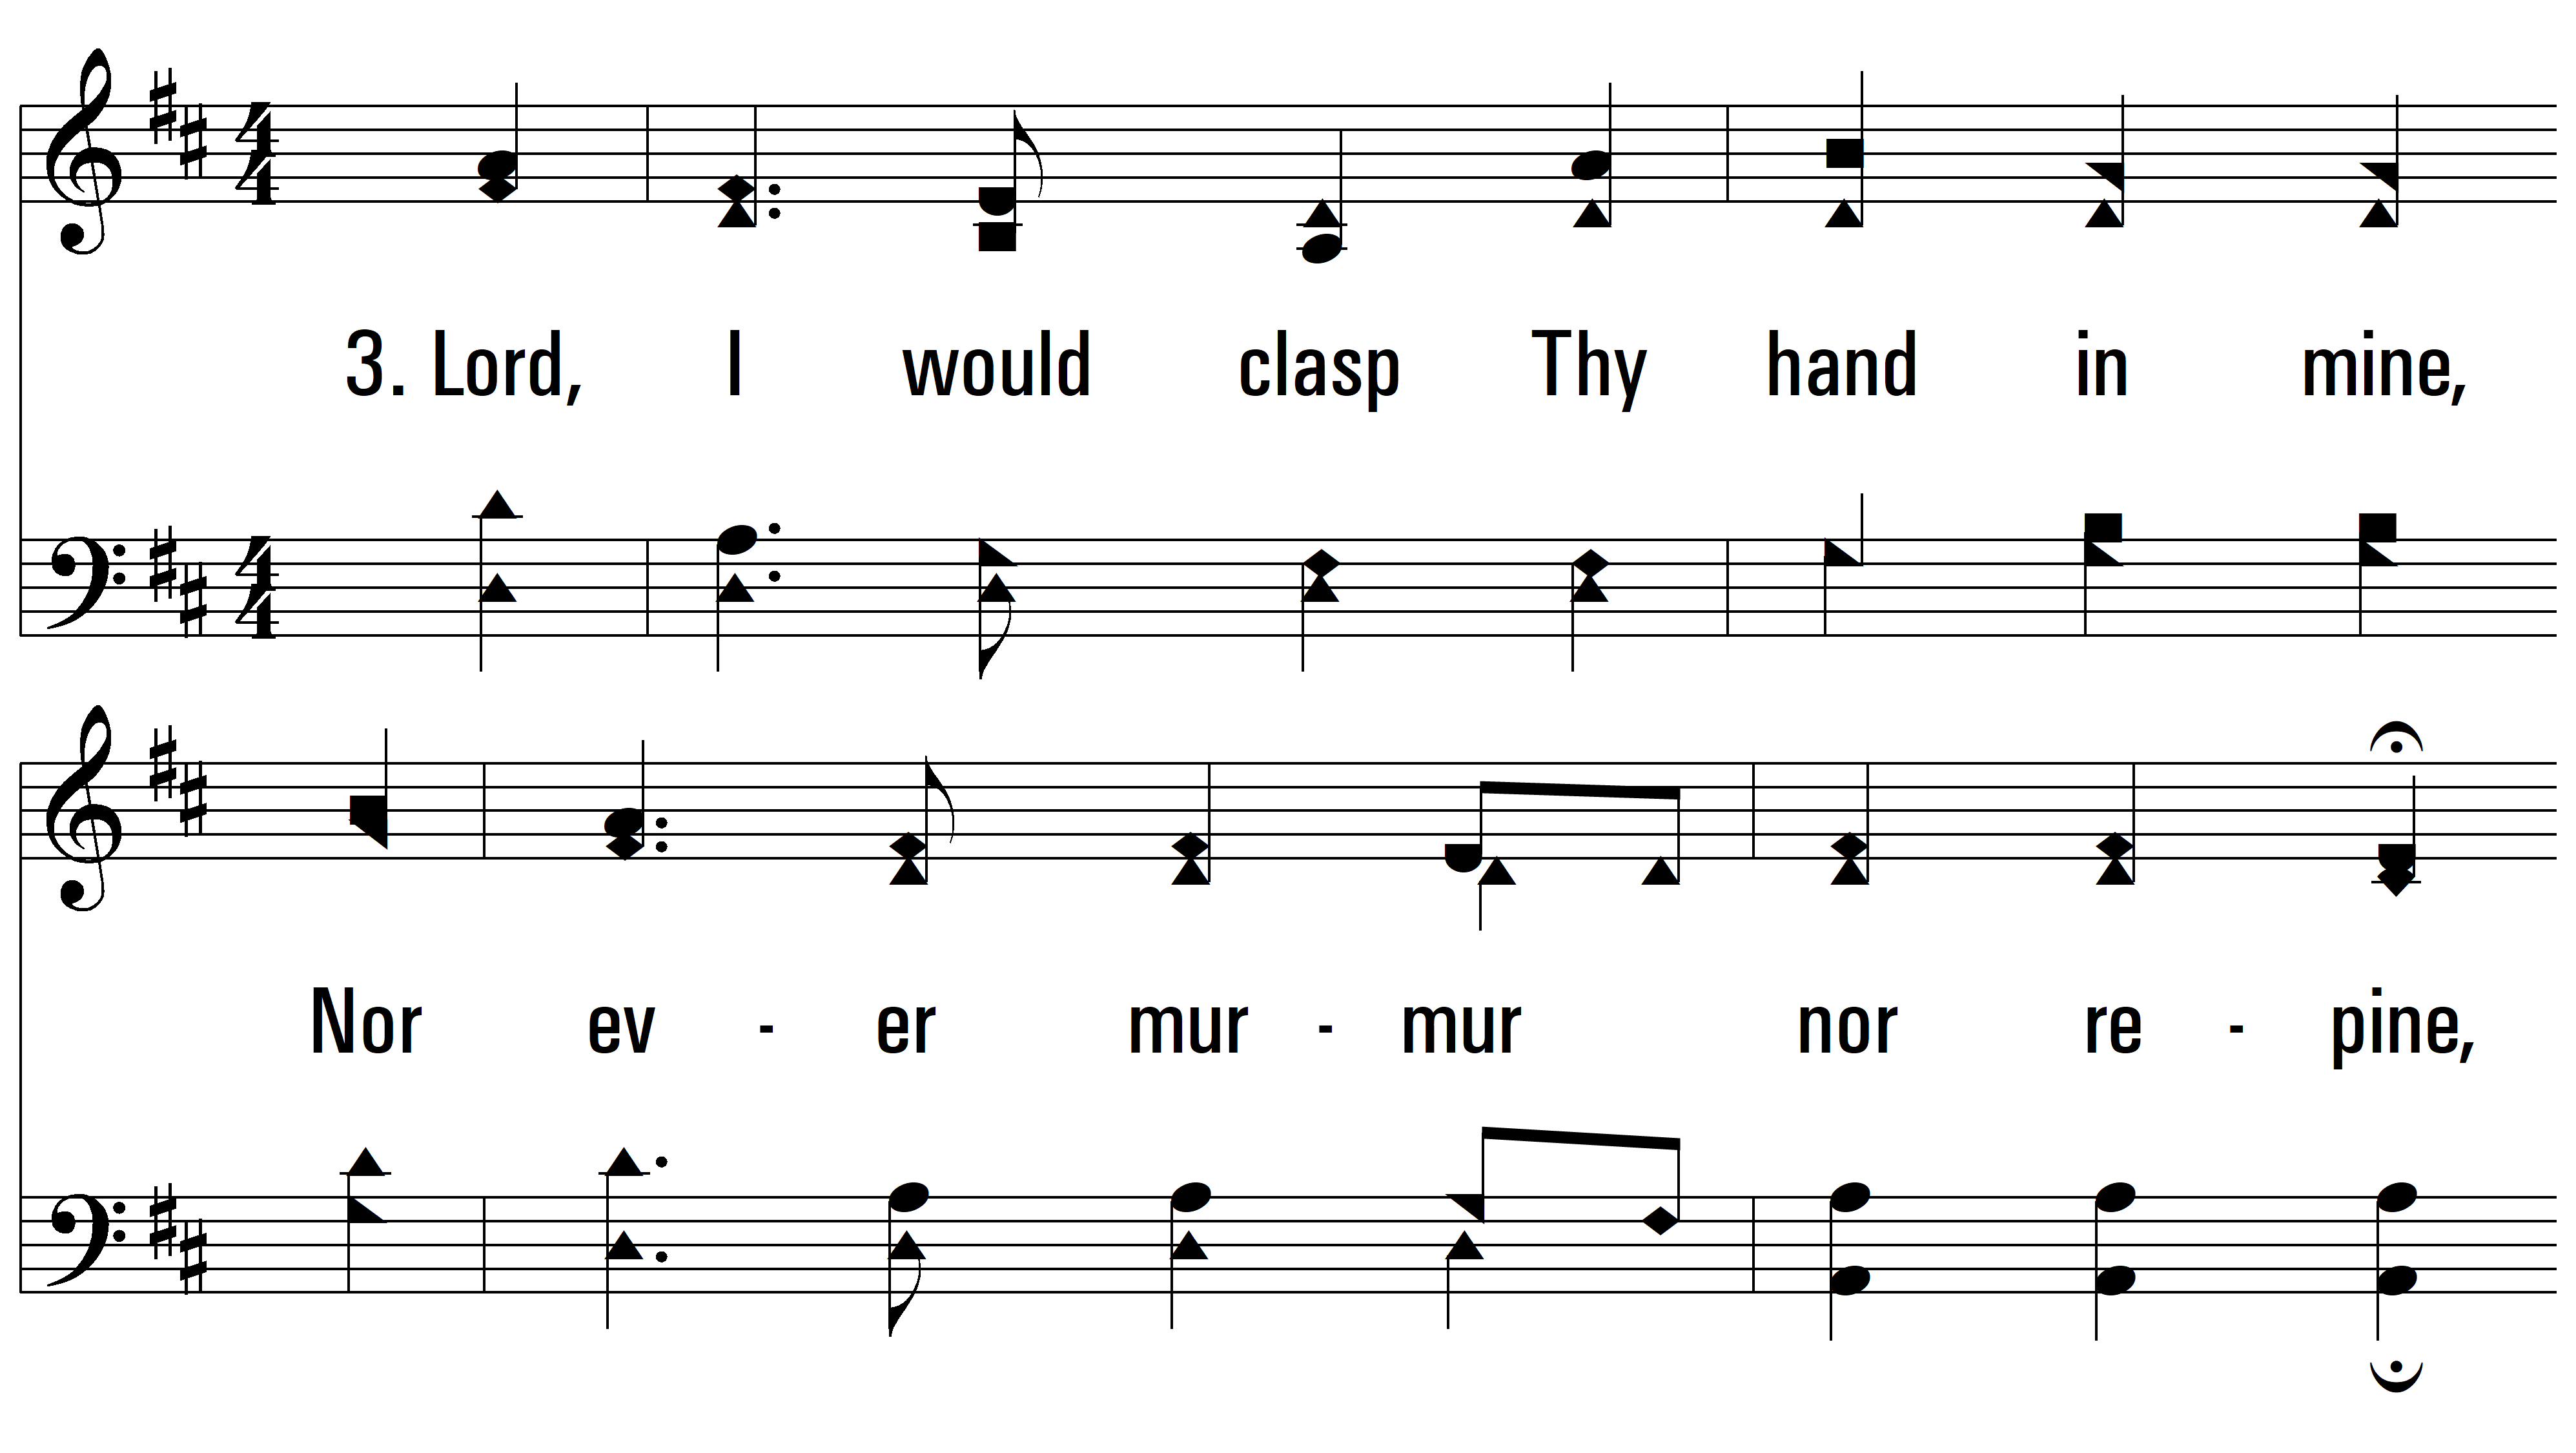 3. Lord, I would clasp Thy hand in mine,
Nor ev - er mur - mur nor re - pine,